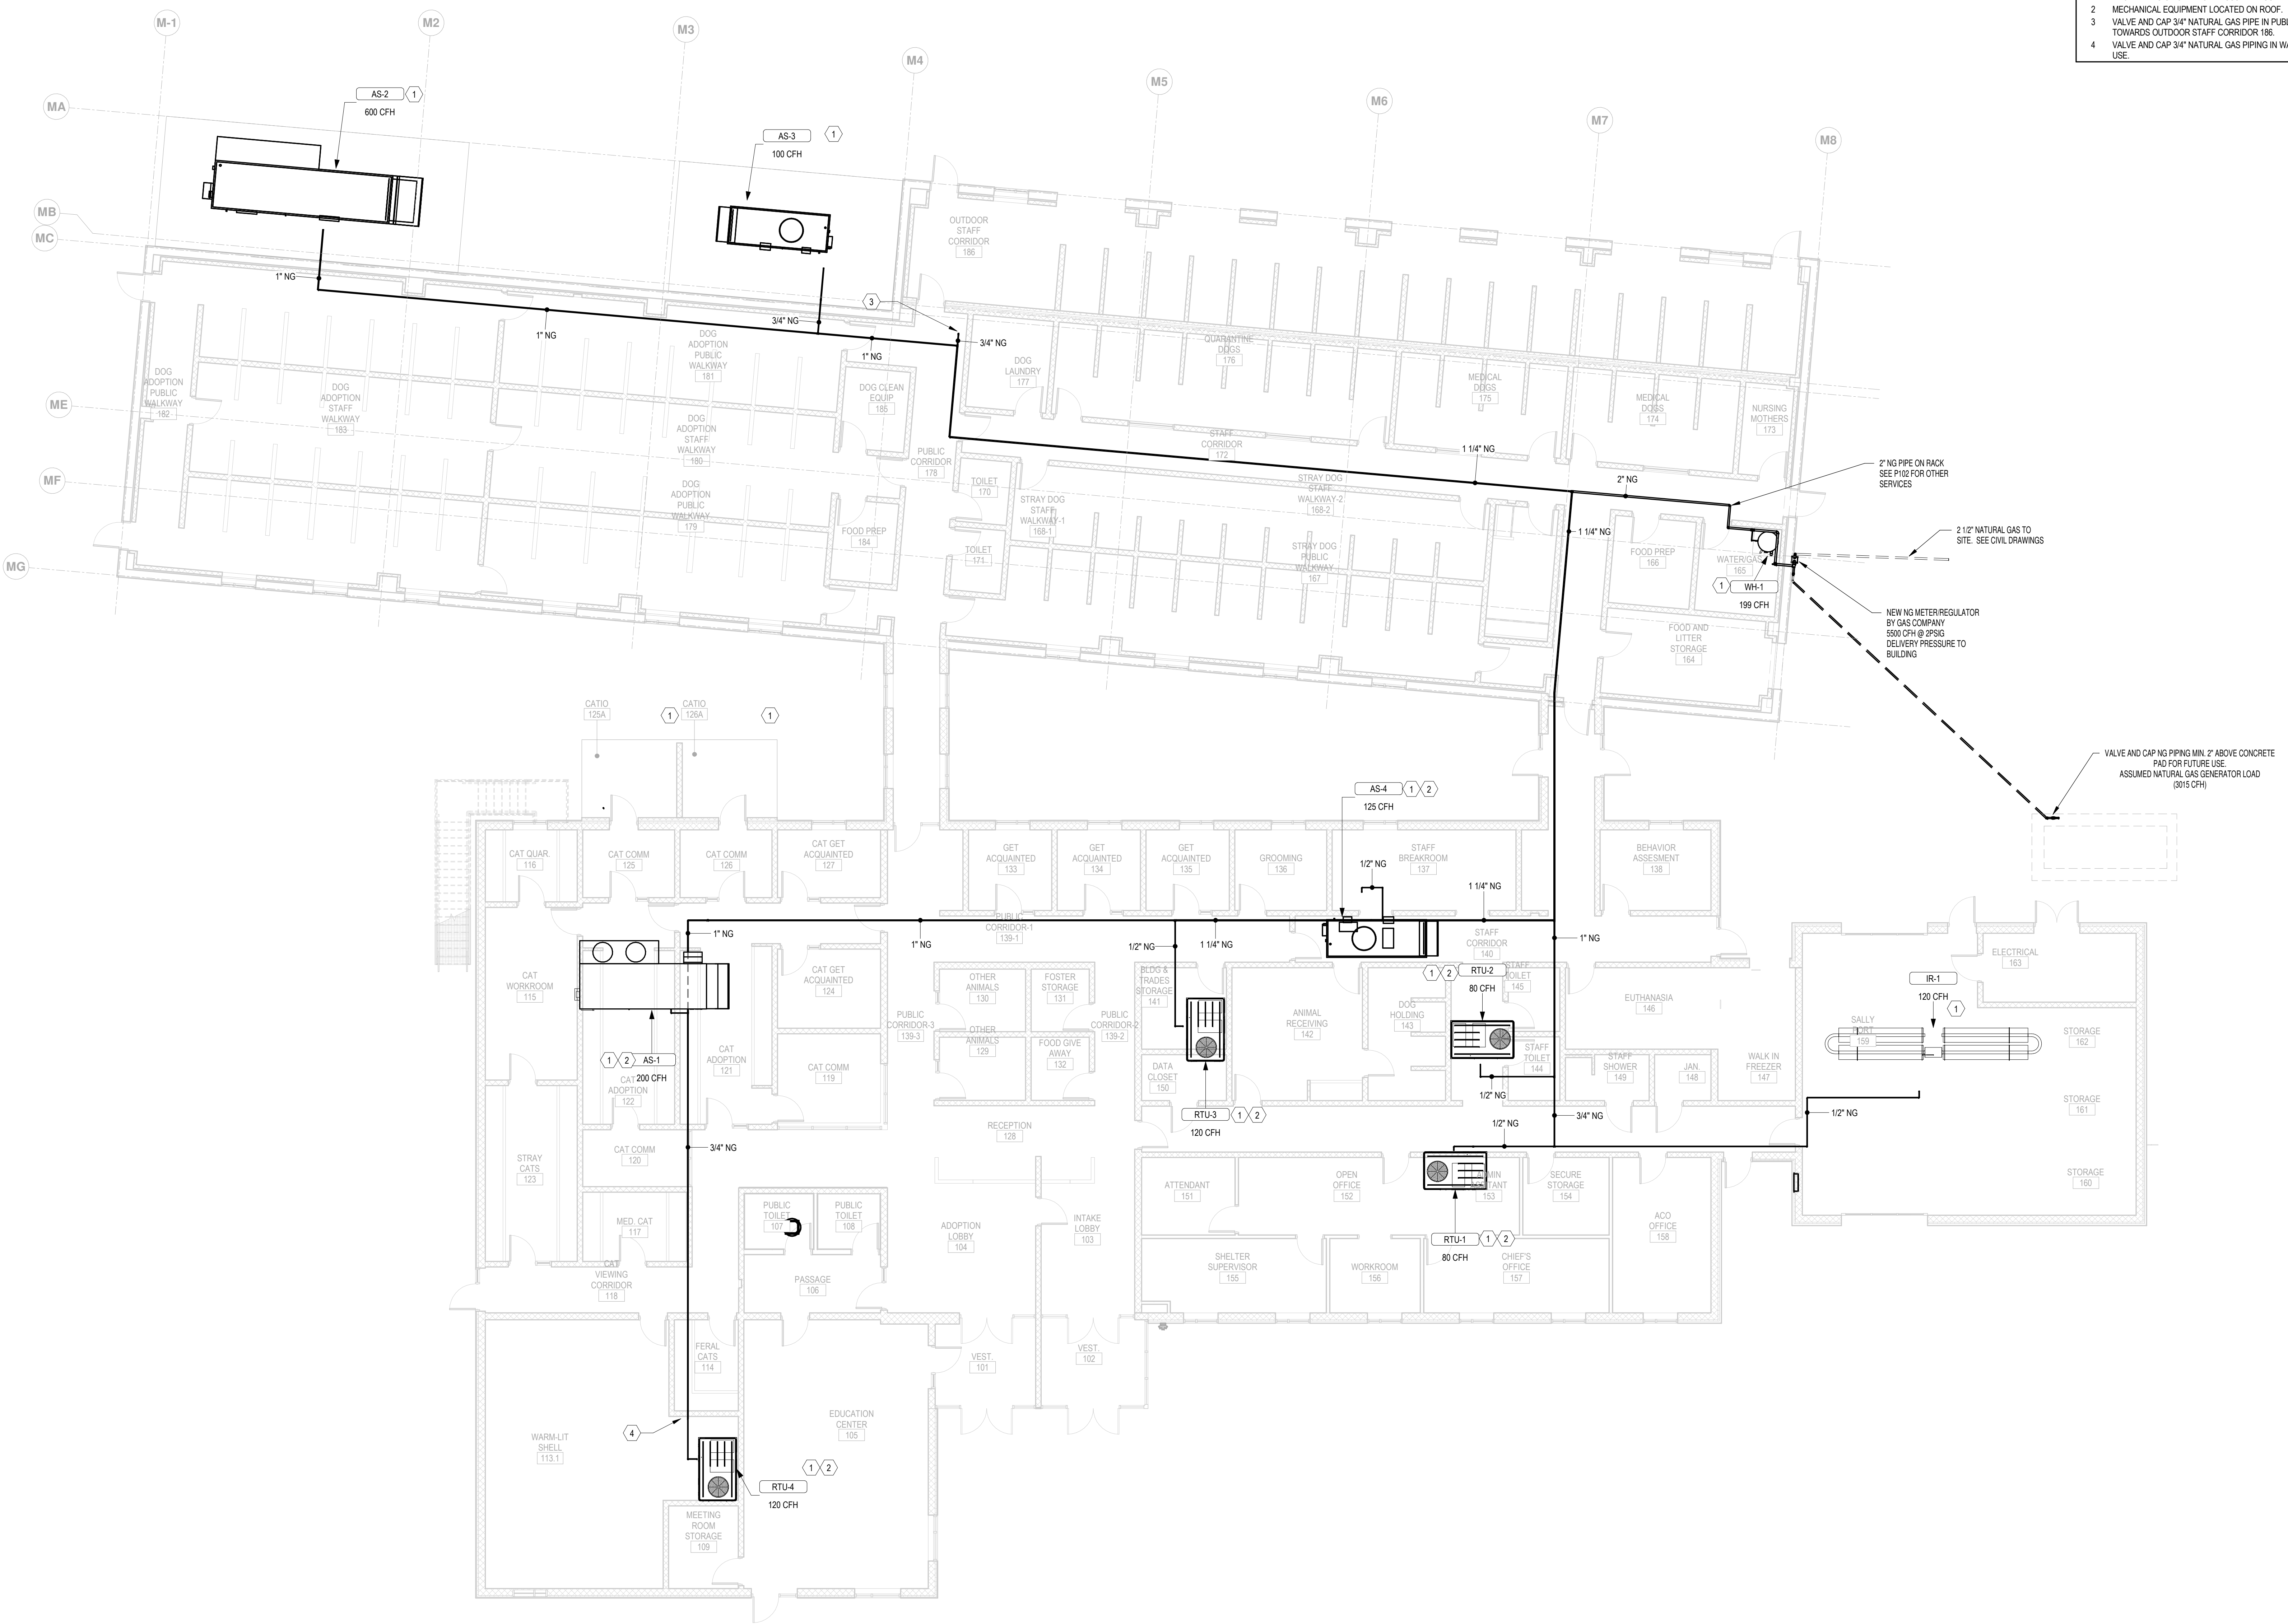 2 MECHANICAL EQUIPMENT LOCATED ON ROOF.
3 VALVE AND CAP 3/4" NATURAL GAS PIPE IN PUBL
TOWARDS OUTDOOR STAFF CORRIDOR 186.
4 VALVE AND CAP 3/4" NATURAL GAS PIPING IN WA
USE.
M-1
M2
M3
M4
M5
M6
M7
M8
MA
MB
MC
ME
MF
MG
AS-2 1
600 CFH
AS-3 1
100 CFH
OUTDOOR
STAFF
CORRIDOR
186
1" NG
1" NG
3/4" NG
1" NG
3
3/4" NG
DOG
ADOPTION
PUBLIC
WALKWAY
182
DOG
ADOPTION
STAFF
WALKWAY
183
DOG
ADOPTION
PUBLIC
WALKWAY
181
DOG
ADOPTION
STAFF
WALKWAY
180
DOG
ADOPTION
PUBLIC
WALKWAY
179
DOG CLEAN
EQUIP
185
PUBLIC
CORRIDOR
178
FOOD PREP
184
DOG
LAUNDRY
177
QUARANTINE
DOGS
176
MEDICAL
DOGS
175
MEDICAL
DOGS
174
NURSING
MOTHERS
173
STAFF
CORRIDOR
172
1 1/4" NG
2" NG
1 1/4" NG
TOILET
170
TOILET
171
STRAY DOG
STAFF
WALKWAY-1
168-1
STRAY DOG
STAFF
WALKWAY-2
168-2
STRAY DOG
PUBLIC
WALKWAY
167
FOOD PREP
166
WATER/GAS
165
1 WH-1
199 CFH
FOOD AND
LITTER
STORAGE
164
2" NG PIPE ON RACK
SEE P102 FOR OTHER
SERVICES
2 1/2" NATURAL GAS TO
SITE. SEE CIVIL DRAWINGS
NEW NG METER/REGULATOR
BY GAS COMPANY
5500 CFH @ 2PSIG
DELIVERY PRESSURE TO
BUILDING
VALVE AND CAP NG PIPING MIN. 2" ABOVE CONCRETE
PAD FOR FUTURE USE.
ASSUMED NATURAL GAS GENERATOR LOAD
(3015 CFH)
CATIO
125A
1
CATIO
126A
1
AS-4 1 2
125 CFH
CAT QUAR.
116
CAT COMM
125
CAT COMM
126
CAT GET
ACQUAINTED
127
GET
ACQUAINTED
133
GET
ACQUAINTED
134
GET
ACQUAINTED
135
GROOMING
136
STAFF
BREAKROOM
137
BEHAVIOR
ASSESMENT
138
1/2" NG
1 1/4" NG
1" NG
1" NG
PUBLIC
CORRIDOR-1
139-1
1/2" NG
1 1/4" NG
STAFF
CORRIDOR
140
1" NG
CAT
WORKROOM
115
CAT GET
ACQUAINTED
124
OTHER
ANIMALS
130
FOSTER
STORAGE
131
BLDG &
TRADES
STORAGE
141
ANIMAL
RECEIVING
142
1 2 RTU-2
80 CFH
STAFF
TOILET
145
DOG
HOLDING
143
EUTHANASIA
146
ELECTRICAL
163
IR-1
120 CFH
1
SALLY
PORT
159
STORAGE
162
STORAGE
161
STORAGE
160
PUBLIC
CORRIDOR-3
139-3
PUBLIC
CORRIDOR-2
139-2
OTHER
ANIMALS
129
FOOD GIVE
AWAY
132
CAT
ADOPTION
121
CAT COMM
119
1 2 AS-1
200 CFH
CAT
ADOPTION
122
DATA
CLOSET
150
STAFF
TOILET
144
STAFF
SHOWER
149
JAN.
148
WALK IN
FREEZER
147
RTU-3 1 2
120 CFH
1/2" NG
3/4" NG
1/2" NG
1/2" NG
RECEPTION
128
3/4" NG
CAT COMM
120
STRAY
CATS
123
MED. CAT
117
CAT
VIEWING
CORRIDOR
118
PUBLIC
TOILET
107
PUBLIC
TOILET
108
PASSAGE
106
ADOPTION
LOBBY
104
INTAKE
LOBBY
103
ATTENDANT
151
OPEN
OFFICE
152
153
SECURE
STORAGE
154
ACO
OFFICE
158
SHELTER
SUPERVISOR
155
WORKROOM
156
RTU-1 1 2
80 CFH
CHIEF'S
OFFICE
157
FERAL
CATS
114
VEST.
101
VEST.
102
WARM-LIT
SHELL
113.1
4
EDUCATION
CENTER
105
1 2
RTU-4
120 CFH
MEETING
ROOM
STORAGE
109